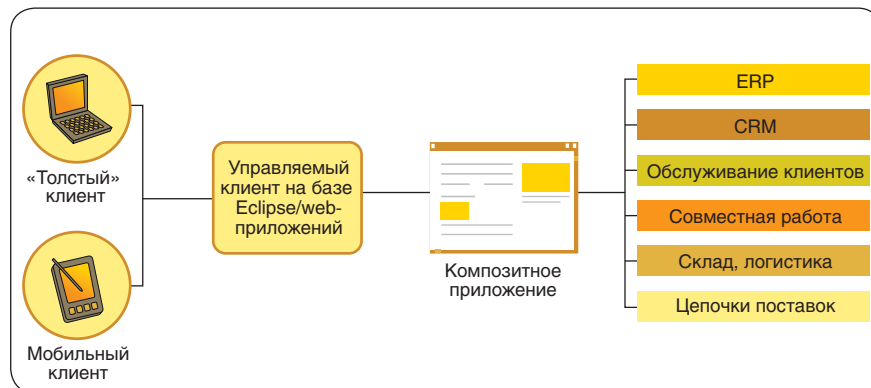 «Толстый»
клиент
Мобильный
клиент
Управляемый
клиент на базе
Eclipse/web-
приложений
Композитное
приложение
ERP
CRM
Обслуживание клиентов
Совместная работа
Склад, логистика
Цепочки поставок